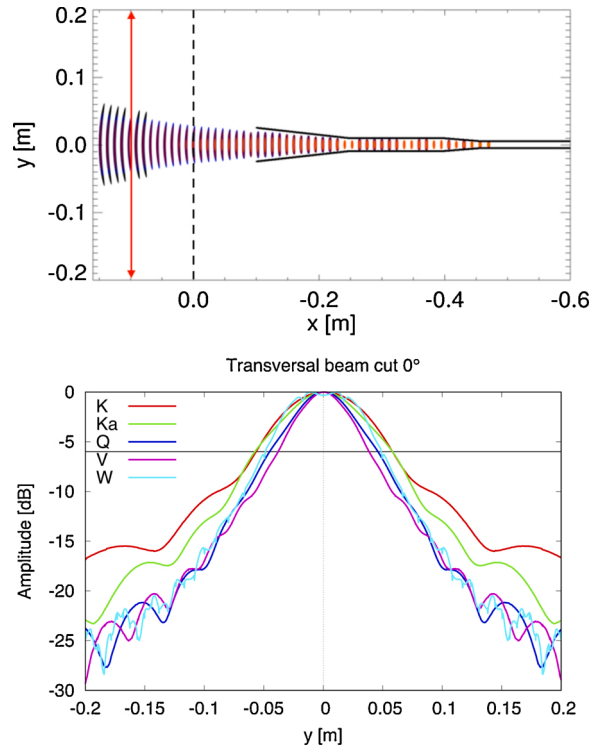 0.2
0.1
y [m]
0.0
-0.1
-0.2
0.0 -0.2 -0.4 -0.6
x [m]
Transversal beam cut 0°
0
K
Ka
Q
-5
V
W
-10
Amplitude [dB]
-15
-20
-25
-30
-0.2 -0.15 -0.1 -0.05 0 0.05 0.1 0.15 0.2
y [m]